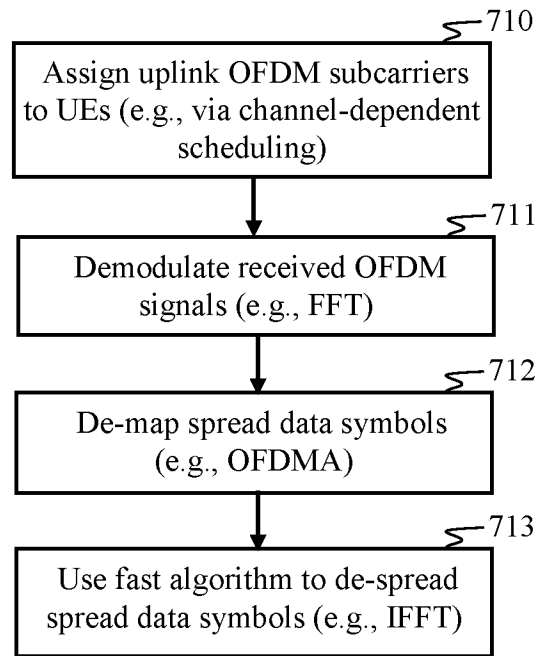 710
Assign uplink OFDM subcarriers
to UEs (e.g., via channel-dependent
scheduling)
711
Demodulate received OFDM
signals (e.g., FFT)
712
De-map spread data symbols
(e.g., OFDMA)
713
Use fast algorithm to de-spread
spread data symbols (e.g., IFFT)